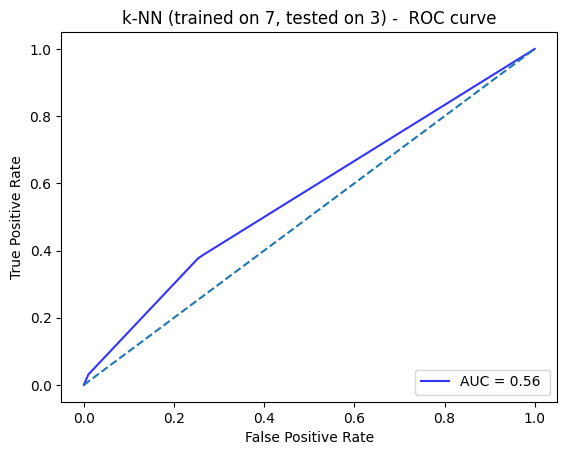 k-NN (trained on 7, tested on 3) -  ROC curve
1.0
0.8
0.6
0.4
0.2
0.0
True Positive Rate
0.0 0.2 0.4 0.6 0.8 1.0
False Positive Rate
AUC = 0.56